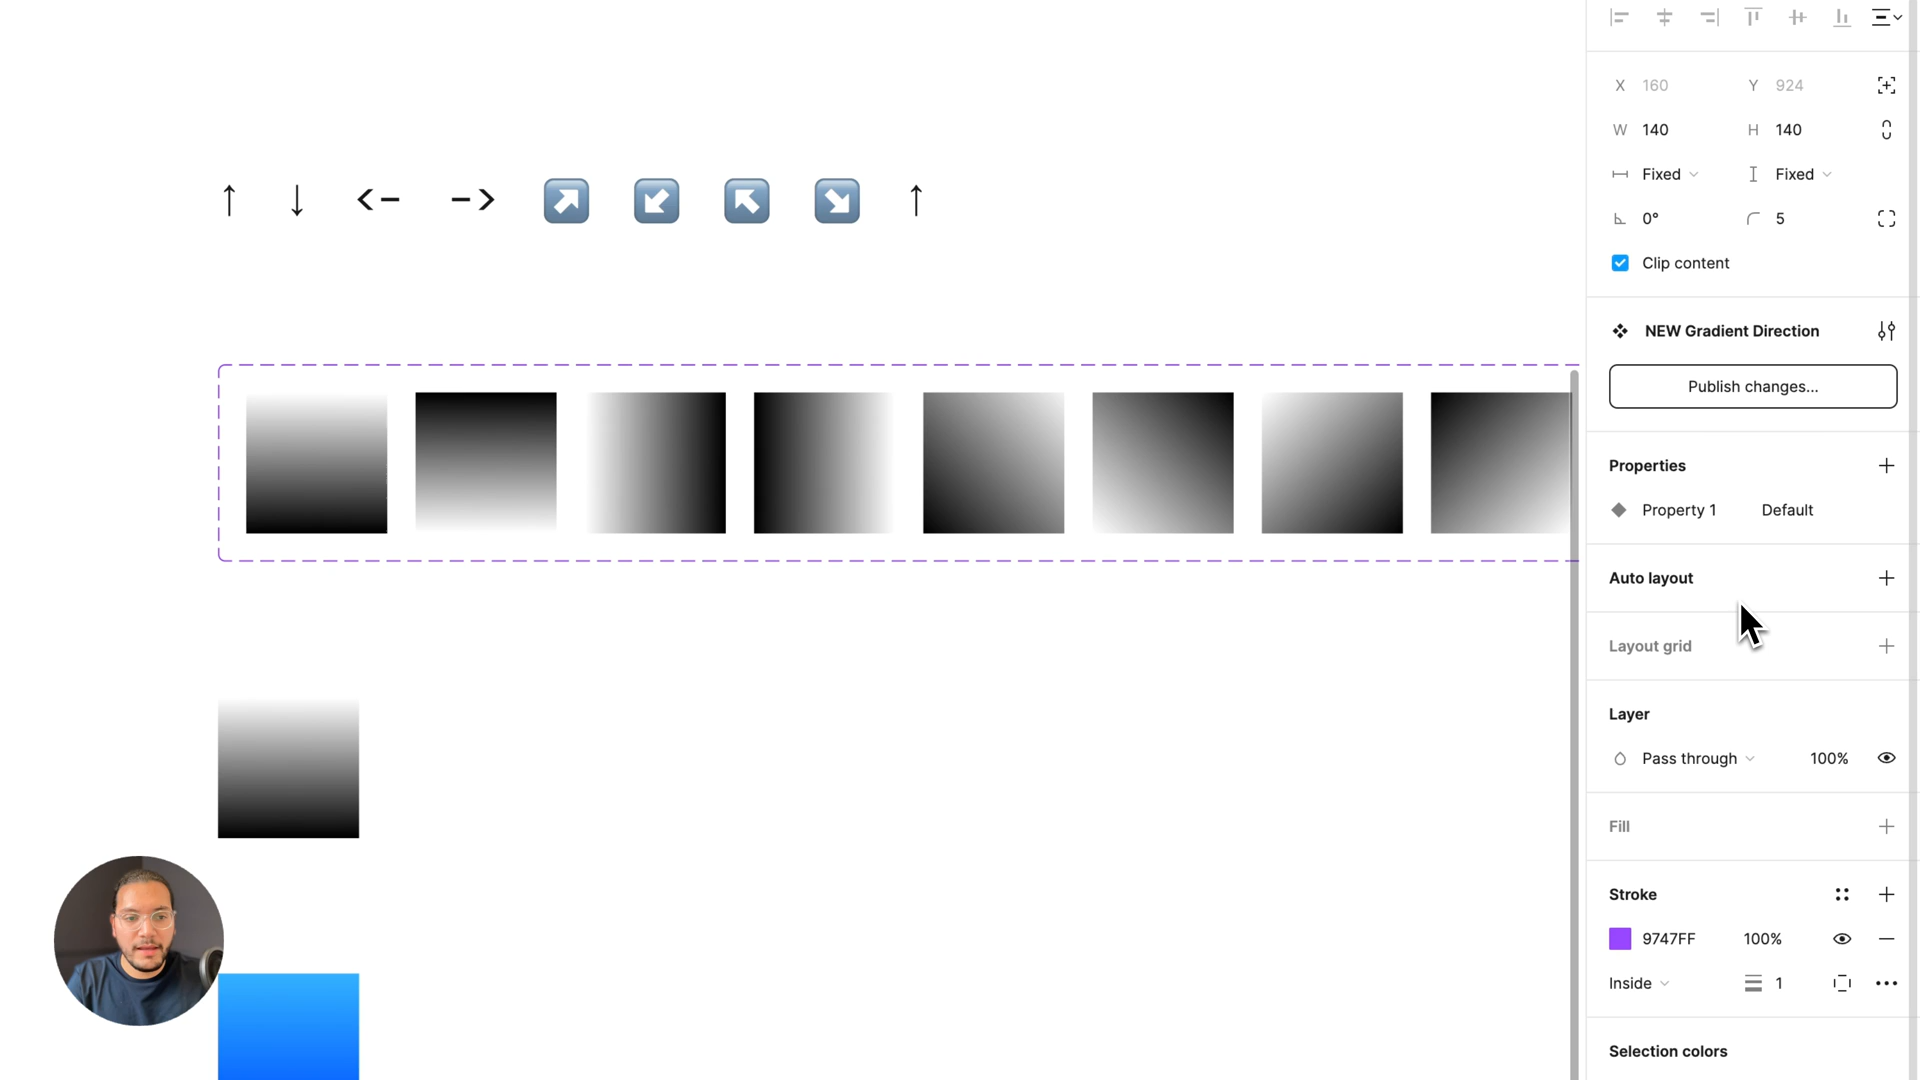 X 160 Y 924
W 140 H 140
Fixed Fixed
0° 5
Clip content
↑ ↓ <- -> ↗️ ↙️ ↖️ ↘️ ↑
NEW Gradient Direction
Publish changes...
Properties
Property 1 Default
Auto layout
Layout grid
Layer
Pass through 100%
Fill
Stroke
9747FF 100%
Inside 1
Selection colors